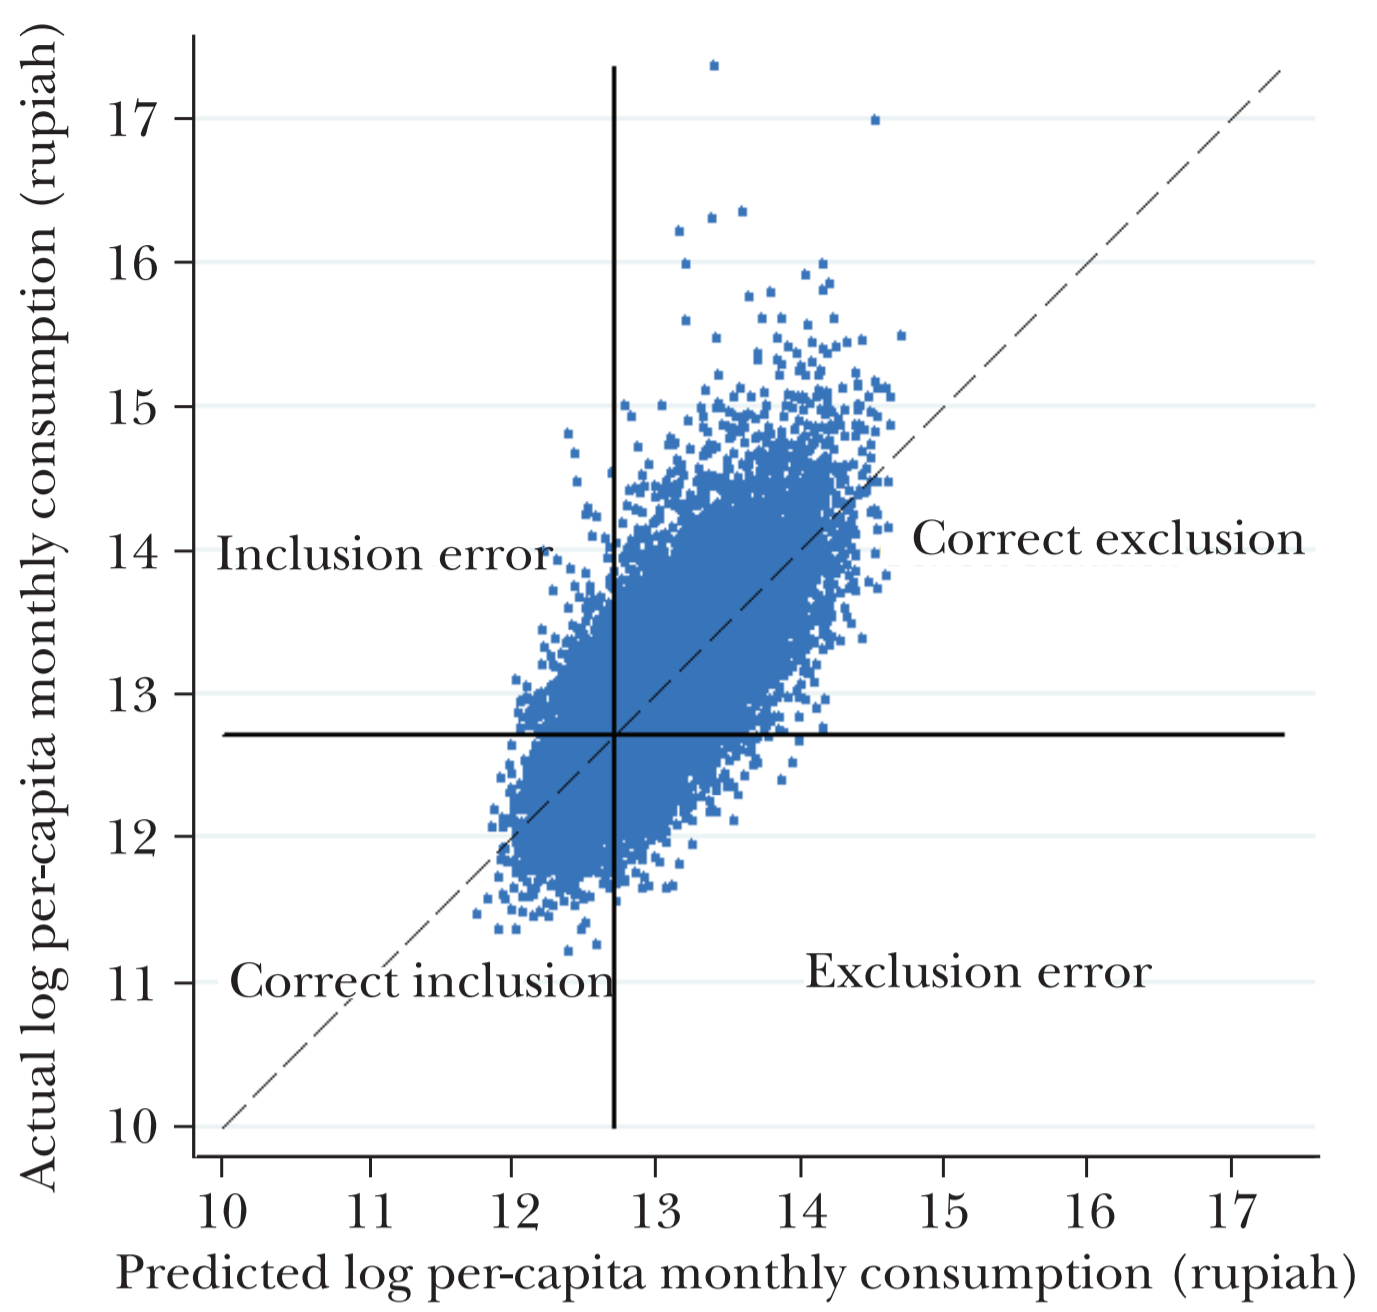 Actual log per-capita monthly consumption (rupiah)
17
16
15
14
13
12
11
10
Inclusion error
Correct exclusion
Correct inclusion
Exclusion error
10 11 12 13 14 15 16 17
Predicted log per-capita monthly consumption (rupiah)